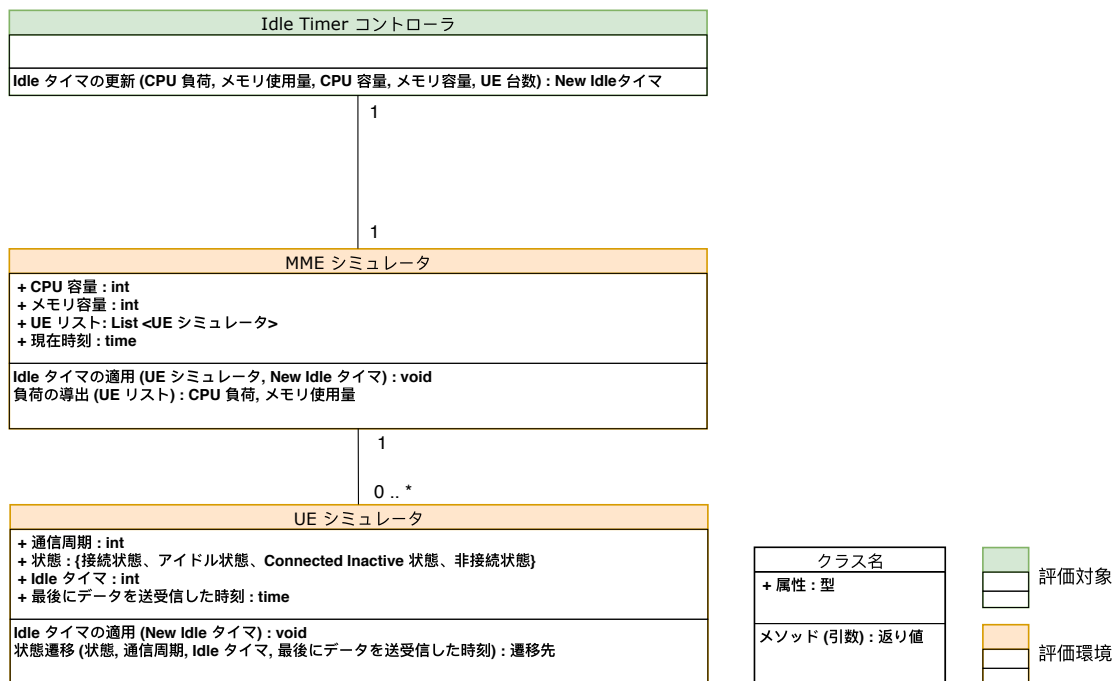 Idle Timer コントローラ
Idle タイマの更新 (CPU 負荷, メモリ使用量, CPU 容量, メモリ容量, UE 台数) : New Idleタイマ
1
1
MME シミュレータ
+ CPU 容量 : int
+ メモリ容量 : int
+ UE リスト: List <UE シミュレータ>
+ 現在時刻 : time
Idle タイマの適用 (UE シミュレータ, New Idle タイマ) : void
負荷の導出 (UE リスト) : CPU 負荷, メモリ使用量
1
0 .. *
UE シミュレータ
+ 通信周期 : int
+ 状態 : {接続状態、アイドル状態、Connected Inactive 状態、非接続状態}
+ Idle タイマ : int
+ 最後にデータを送受信した時刻 : time
Idle タイマの適用 (New Idle タイマ) : void
状態遷移 (状態, 通信周期, Idle タイマ, 最後にデータを送受信した時刻) : 遷移先
クラス名
+ 属性 : 型
メソッド (引数) : 返り値
評価対象
評価環境